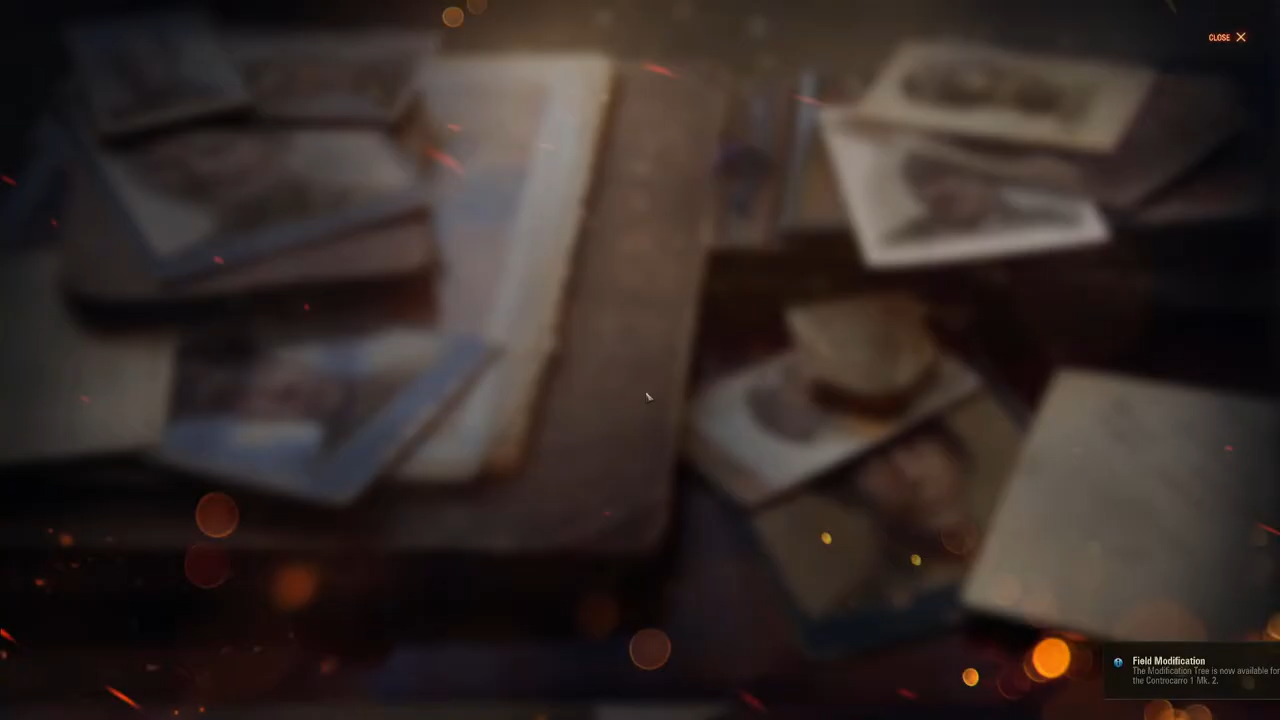 CLOSE
Field Modification
The Modification Tree is now available for
the Controcarro 1 Mk. 2.